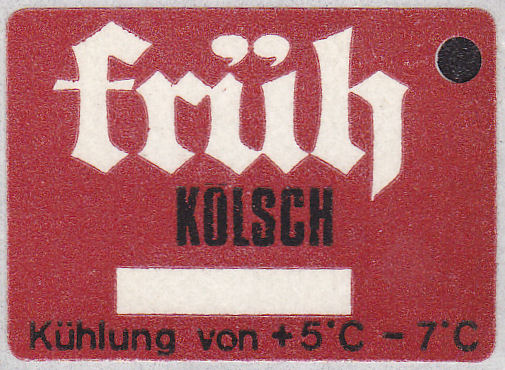 früh
KOLSCH
Kühlung von +5°C - 7°C